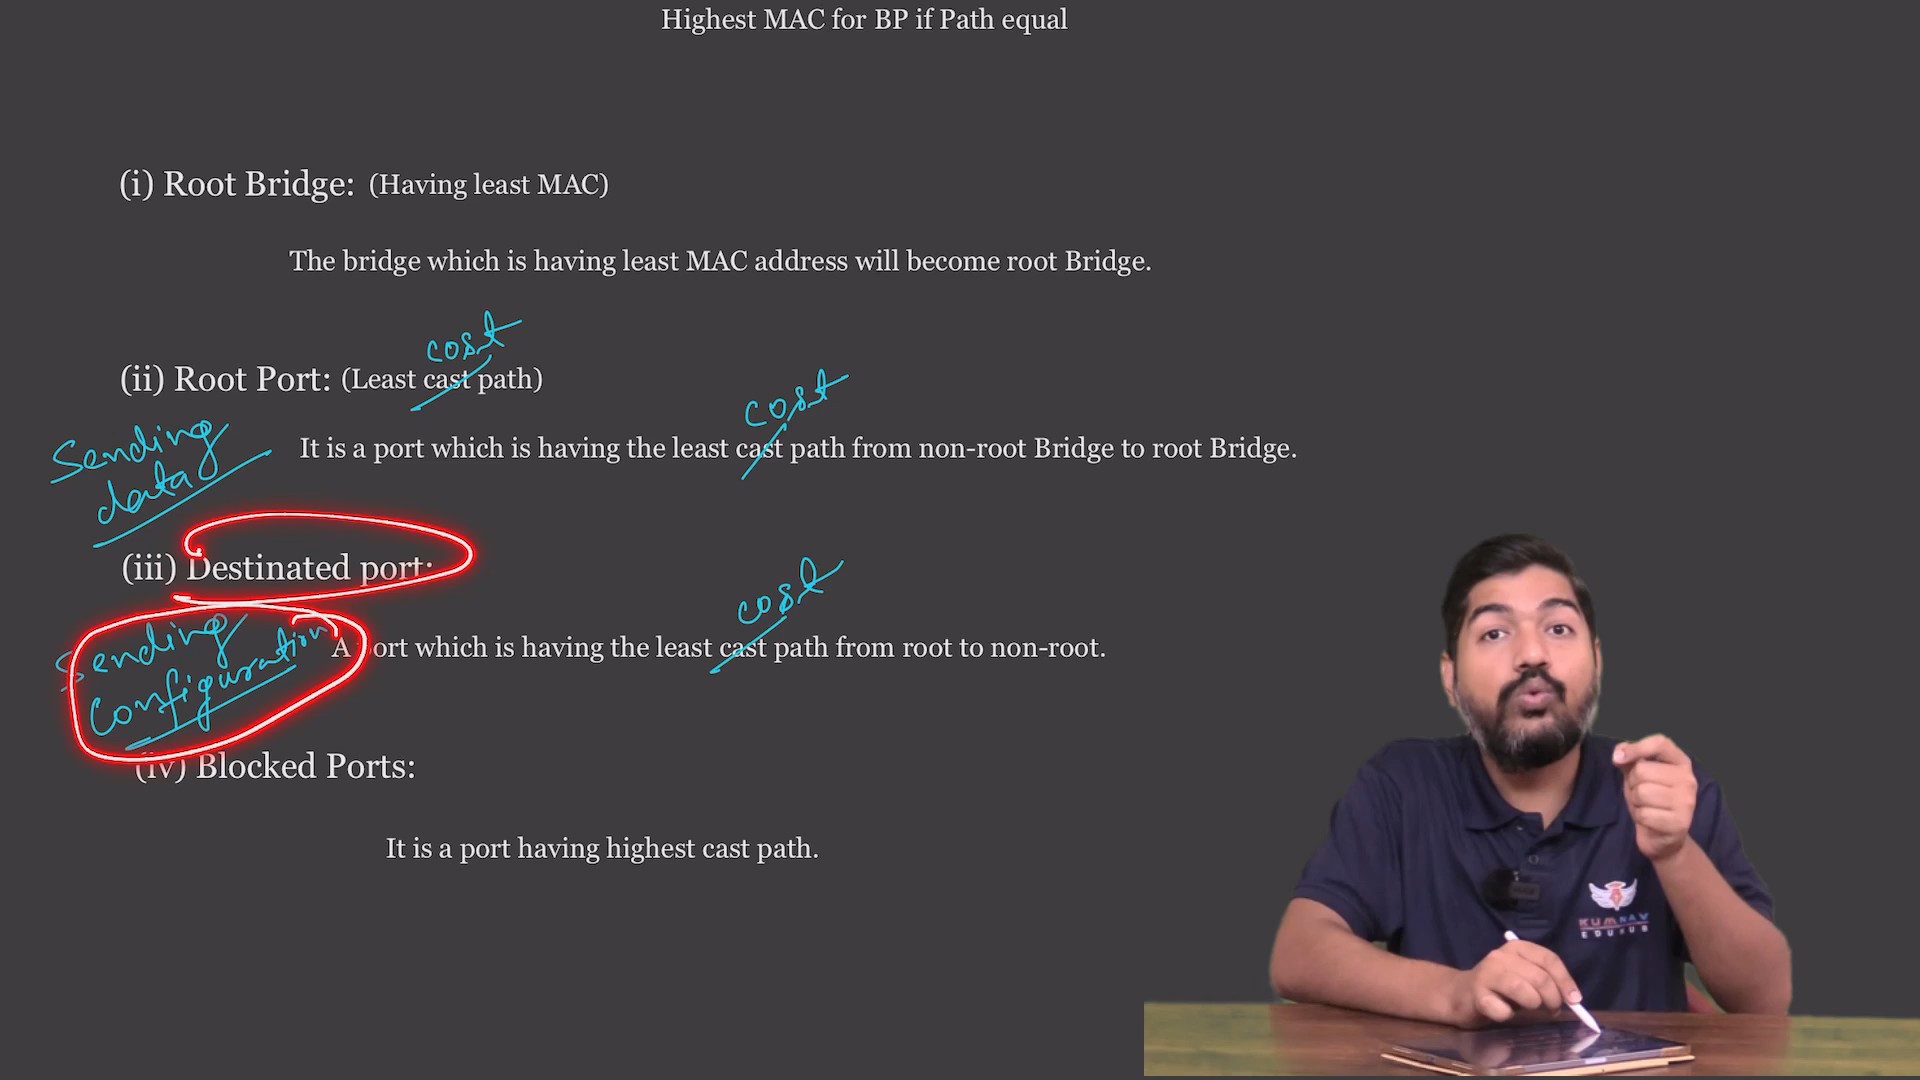 Highest MAC for BP if Path equal
(i) Root Bridge: (Having least MAC)
The bridge which is having least MAC address will become root Bridge.
cost
(ii) Root Port: (Least cast path)
cost
Sending
data
It is a port which is having the least cast path from non-root Bridge to root Bridge.
(iii) Destinated port:
cost
Sending
configuration
A port which is having the least cast path from root to non-root.
(iv) Blocked Ports:
It is a port having highest cast path.
KUMNAV
EDUHUB